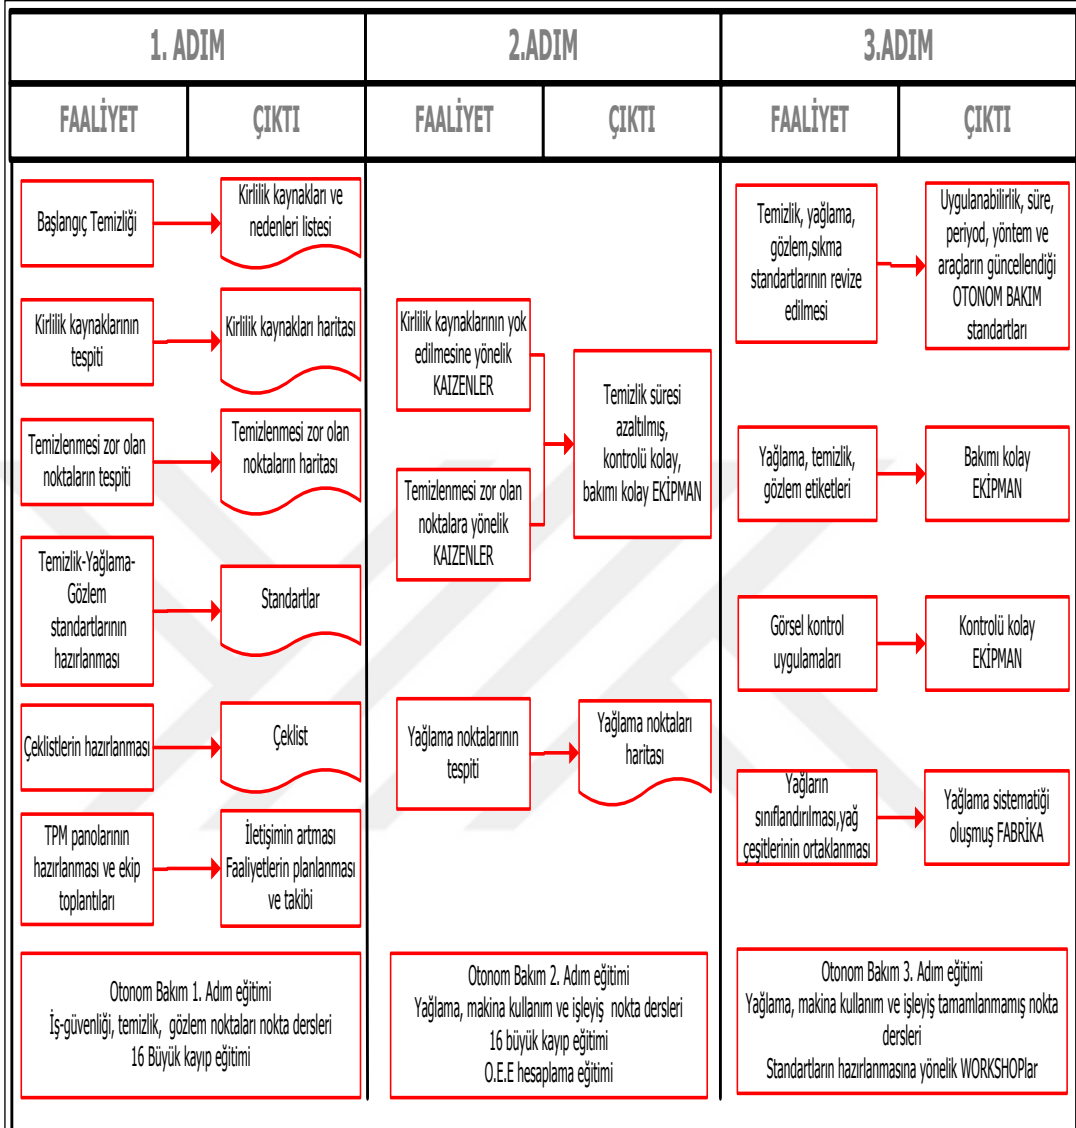 1. ADIM
2.ADIM
3.ADIM
FAALİYET
ÇIKTI
FAALİYET
ÇIKTI
FAALİYET
ÇIKTI
Başlangıç Temizliği
Kirlilik kaynakları ve
nedenleri listesi
Kirlilik kaynaklarının
tespiti
Kirlilik kaynakları haritası
Temizlenmesi zor olan
noktaların tespiti
Temizlenmesi zor olan
noktaların haritası
Temizlik-Yağlama-
Gözlem
standartlarının
hazırlanması
Standartlar
Çeklistlerin hazırlanması
Çeklist
TPM panolarının
hazırlanması ve ekip
toplantıları
İletişimin artması
Faaliyetlerin planlanması
ve takibi
Otonom Bakım 1. Adım eğitimi
İş-güvenliği, temizlik, gözlem noktaları nokta dersleri
16 Büyük kayıp eğitimi
Kirlilik kaynaklarının yok
edilmesine yönelik
KAIZENLER
Temizlenmesi zor olan
noktalara yönelik
KAIZENLER
Temizlik süresi
azaltılmış,
kontrolü kolay,
bakımı kolay EKİPMAN
Yağlama noktalarının
tespiti
Yağlama noktaları
haritası
Otonom Bakım 2. Adım eğitimi
Yağlama, makina kullanım ve işleyiş nokta dersleri
16 büyük kayıp eğitimi
O.E.E hesaplama eğitimi
Temizlik, yağlama,
gözlem,sıkma
standartlarının revize
edilmesi
Uygulanabilirlik, süre,
periyod, yöntem ve
araçların güncellendiği
OTONOM BAKIM
standartları
Yağlama, temizlik,
gözlem etiketleri
Bakımı kolay
EKİPMAN
Görsel kontrol
uygulamaları
Kontrolü kolay
EKİPMAN
Yağların
sınıflandırılması,yağ
çeşitlerinin ortaklanması
Yağlama sistematiği
oluşmuş FABRİKA
Otonom Bakım 3. Adım eğitimi
Yağlama, makina kullanım ve işleyiş tamamlanmamış nokta
dersleri
Standartların hazırlanmasına yönelik WORKSHOPlar